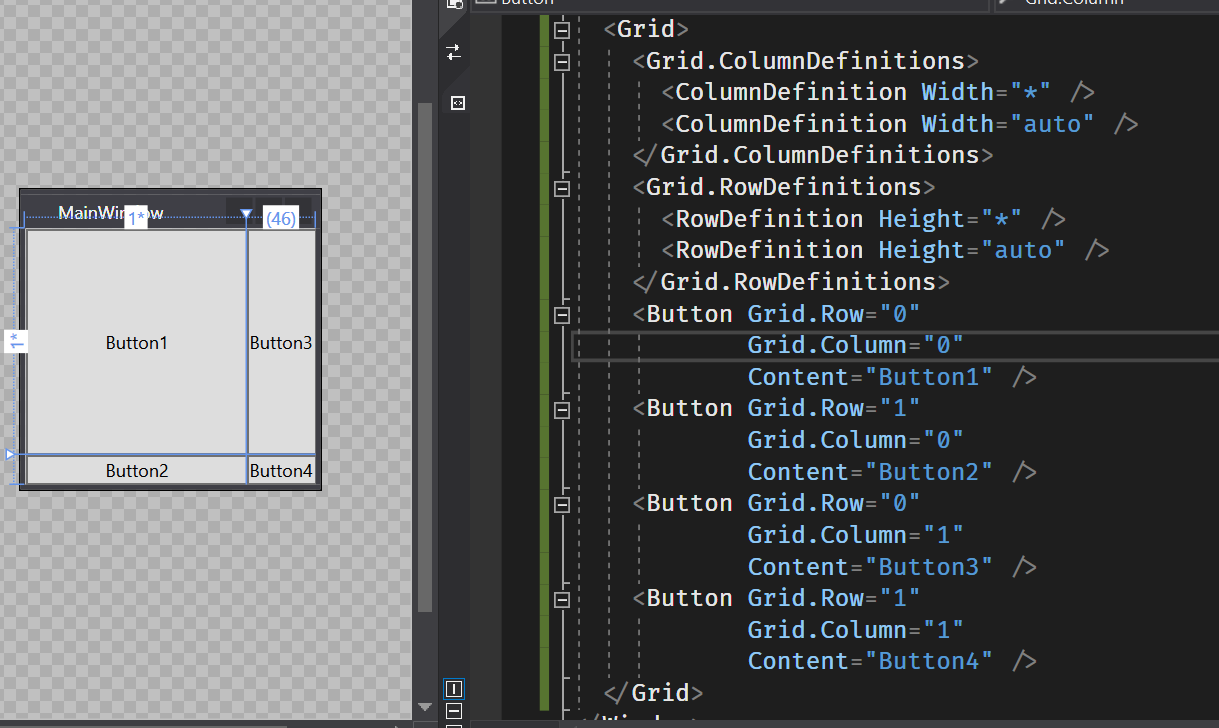 Button
Grid.Column
MainWindow
1*
(46)
1*
Button1
Button3
Button2
Button4
<Grid>
<Grid.ColumnDefinitions>
<ColumnDefinition Width="*" />
<ColumnDefinition Width="auto" />
</Grid.ColumnDefinitions>
<Grid.RowDefinitions>
<RowDefinition Height="*" />
<RowDefinition Height="auto" />
</Grid.RowDefinitions>
<Button Grid.Row="0"
Grid.Column="0"
Content="Button1" />
<Button Grid.Row="1"
Grid.Column="0"
Content="Button2" />
<Button Grid.Row="0"
Grid.Column="1"
Content="Button3" />
<Button Grid.Row="1"
Grid.Column="1"
Content="Button4" />
</Grid>
</Window>